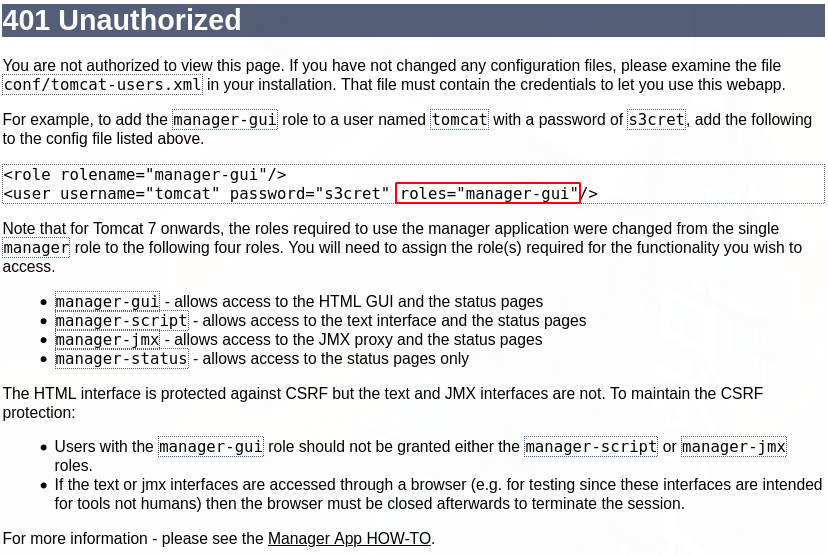 401 Unauthorized
You are not authorized to view this page. If you have not changed any configuration files, please examine the file
conf/tomcat-users.xml in your installation. That file must contain the credentials to let you use this webapp.
For example, to add the manager-gui role to a user named tomcat with a password of s3cret, add the following
to the config file listed above.
<role rolename="manager-gui"/>
<user username="tomcat" password="s3cret" roles="manager-gui"/>
Note that for Tomcat 7 onwards, the roles required to use the manager application were changed from the single
manager role to the following four roles. You will need to assign the role(s) required for the functionality you wish to
access.
• manager-gui - allows access to the HTML GUI and the status pages
• manager-script - allows access to the text interface and the status pages
• manager-jmx - allows access to the JMX proxy and the status pages
• manager-status - allows access to the status pages only
The HTML interface is protected against CSRF but the text and JMX interfaces are not. To maintain the CSRF
protection:
• Users with the manager-gui role should not be granted either the manager-script or manager-jmx
roles.
• If the text or jmx interfaces are accessed through a browser (e.g. for testing since these interfaces are intended
for tools not humans) then the browser must be closed afterwards to terminate the session.
For more information - please see the Manager App HOW-TO.